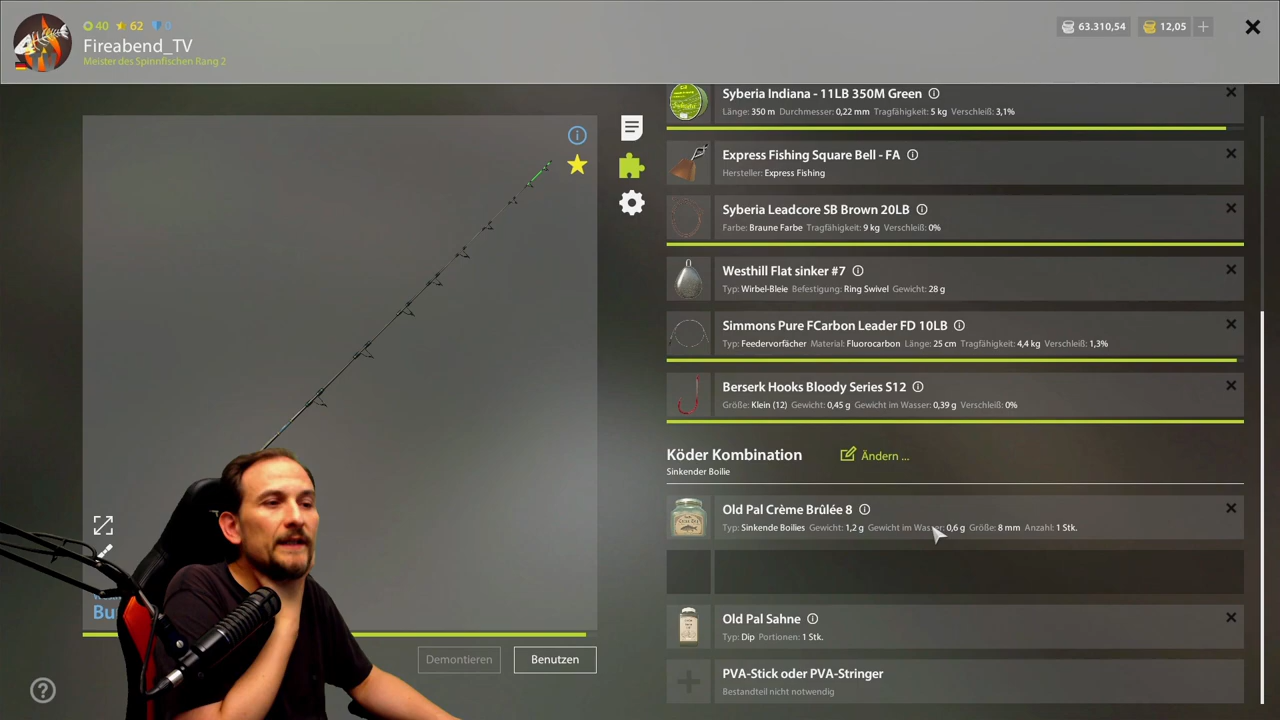 40 62 0
Fireabend_TV
Meister des Spinnfischen Rang 2
63.310,54
12,05
Syberia Indiana - 11LB 350M Green
Länge: 350 m Durchmesser: 0,22 mm Tragfähigkeit: 5 kg Verschleiß: 3,1%
Express Fishing Square Bell - FA
Hersteller: Express Fishing
Syberia Leadcore SB Brown 20LB
Farbe: Braune Farbe Tragfähigkeit: 9 kg Verschleiß: 0%
Westhill Flat sinker #7
Typ: Wirbel-Bleie Befestigung: Ring Swivel Gewicht: 28 g
Simmons Pure FCarbon Leader FD 10LB
Typ: Feedervorfächer Material: Fluorocarbon Länge: 25 cm Tragfähigkeit: 4,4 kg Verschleiß: 1,3%
Berserk Hooks Bloody Series S12
Größe: Klein (12) Gewicht: 0,45 g Gewicht im Wasser: 0,39 g Verschleiß: 0%
Köder Kombination
Ändern ...
Sinkender Boilie
Old Pal Crème Brûlée 8
Typ: Sinkende Boilies Gewicht: 1,2 g Gewicht im Wasser: 0,6 g Größe: 8 mm Anzahl: 1 Stk.
Old Pal Sahne
Typ: Dip Portionen: 1 Stk.
PVA-Stick oder PVA-Stringer
Bestandteil nicht notwendig
Demontieren
Benutzen